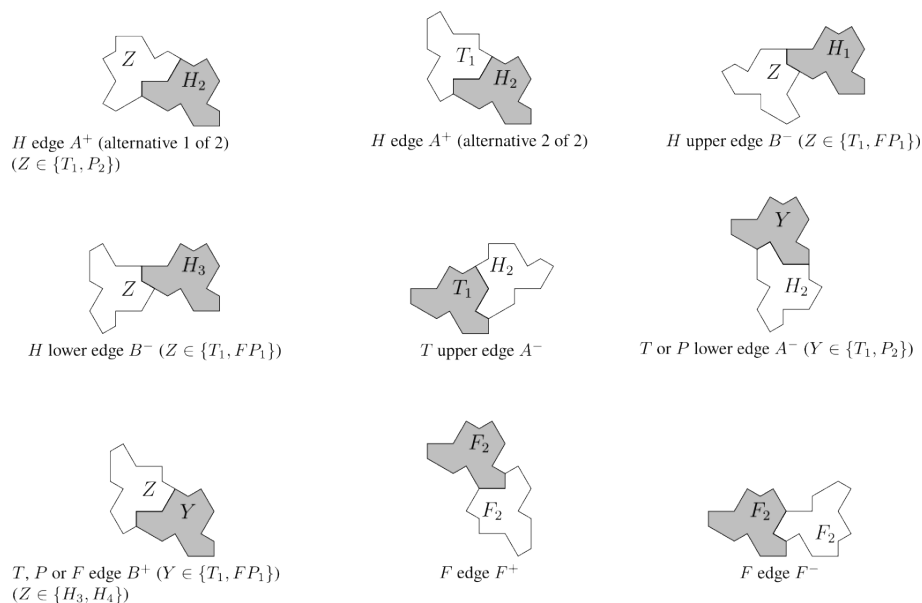 Z
H₂
T₁
H₂
Z
H₁
H edge A⁺ (alternative 1 of 2)
(Z ∈ {T₁, P₂})
H edge A⁺ (alternative 2 of 2)
H upper edge B⁻ (Z ∈ {T₁, FP₁})
Z
H₃
T₁
H₂
Y
H₂
H lower edge B⁻ (Z ∈ {T₁, FP₁})
T upper edge A⁻
T or P lower edge A⁻ (Y ∈ {T₁, P₂})
Z
Y
F₂
F₂
F₂
F₂
T, P or F edge B⁺ (Y ∈ {T₁, FP₁})
(Z ∈ {H₃, H₄})
F edge F⁺
F edge F⁻